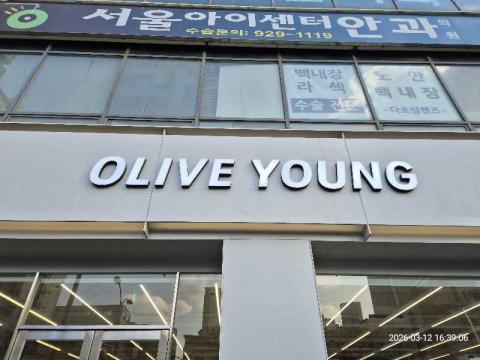 서울아이센터안과의원
수술문의: 929-1119
백내장
라섹
수술
노안
백내장
-다초점렌즈-
OLIVE YOUNG
2026-03-12 16:39:06